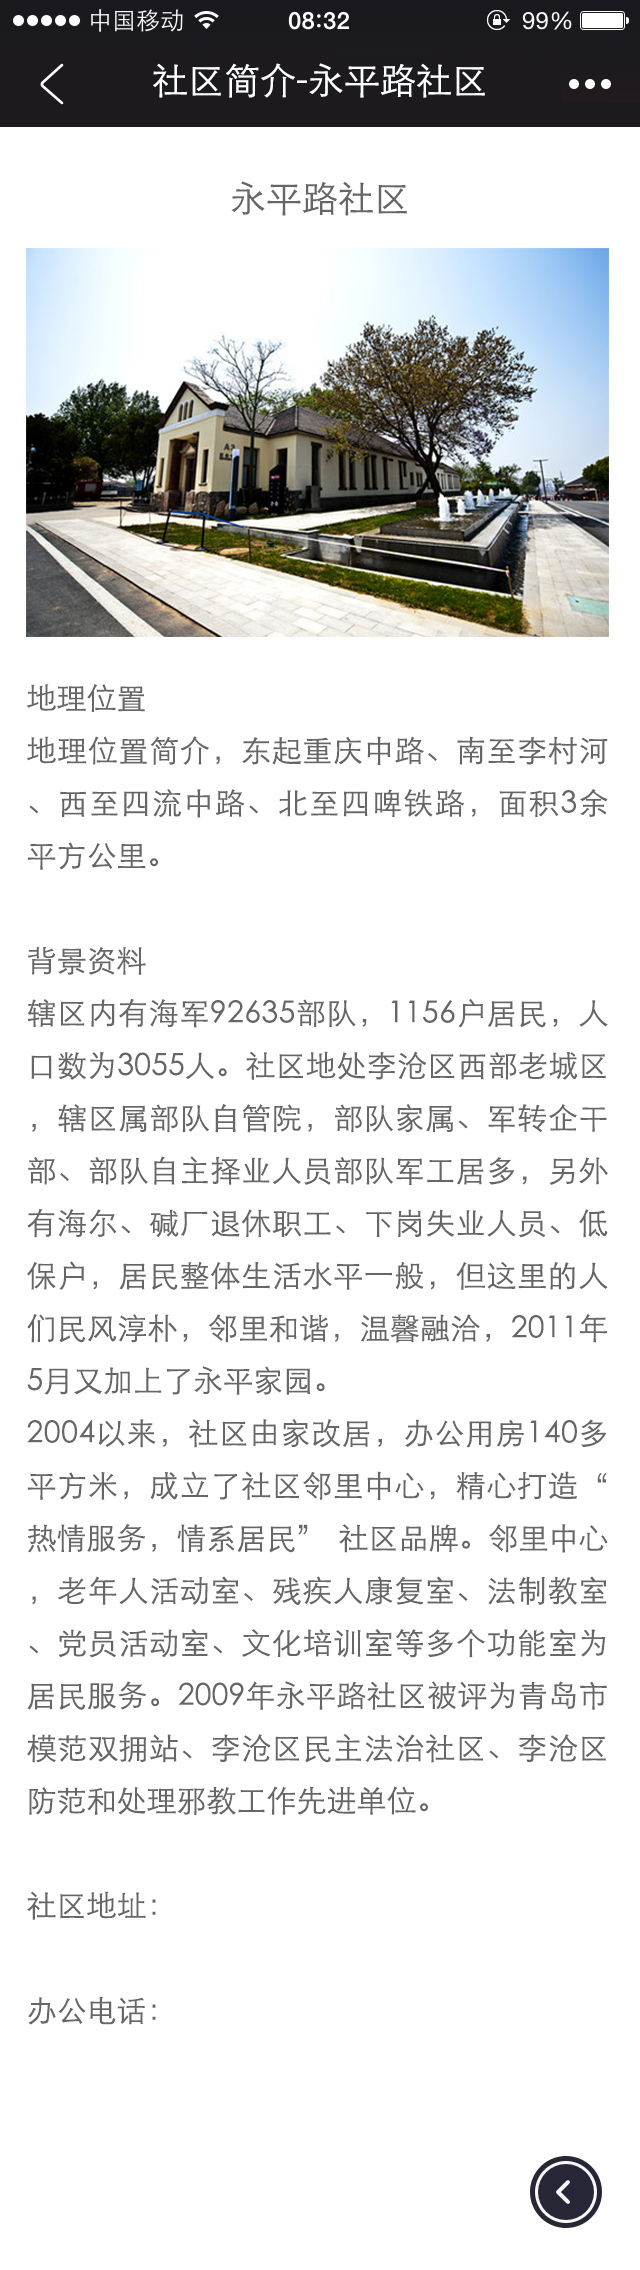 中国移动 08:32 99%
社区简介-永平路社区
永平路社区
地理位置
地理位置简介，东起重庆中路、南至李村河
、西至四流中路、北至四啤铁路，面积3余
平方公里。
背景资料
辖区内有海军92635部队，1156户居民，人
口数为3055人。社区地处李沧区西部老城区
，辖区属部队自管院，部队家属、军转企干
部、部队自主择业人员部队军工居多，另外
有海尔、碱厂退休职工、下岗失业人员、低
保户，居民整体生活水平一般，但这里的人
们民风淳朴，邻里和谐，温馨融洽，2011年
5月又加上了永平家园。
2004以来，社区由家改居，办公用房140多
平方米，成立了社区邻里中心，精心打造“
热情服务，情系居民” 社区品牌。邻里中心
，老年人活动室、残疾人康复室、法制教室
、党员活动室、文化培训室等多个功能室为
居民服务。2009年永平路社区被评为青岛市
模范双拥站、李沧区民主法治社区、李沧区
防范和处理邪教工作先进单位。
社区地址：
办公电话：